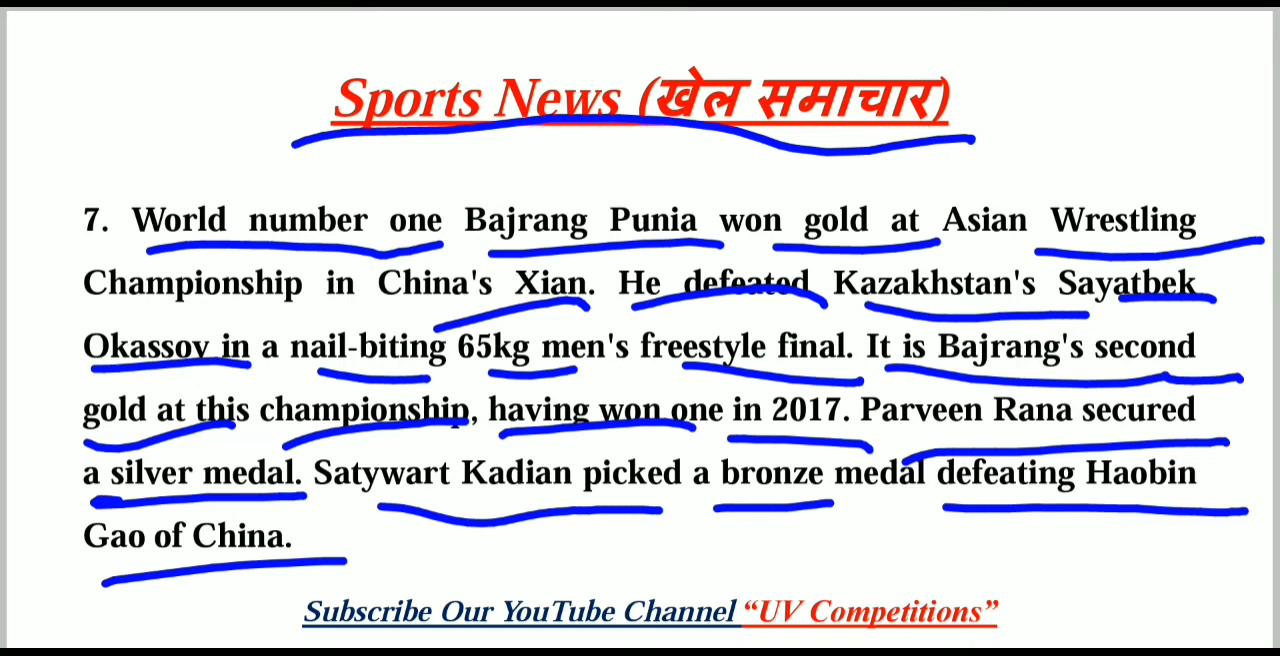 Sports News (खेल समाचार)
7. World number one Bajrang Punia won gold at Asian Wrestling
Championship in China's Xian. He defeated Kazakhstan's Sayatbek
Okassov in a nail-biting 65kg men's freestyle final. It is Bajrang's second
gold at this championship, having won one in 2017. Parveen Rana secured
a silver medal. Satywart Kadian picked a bronze medal defeating Haobin
Gao of China.
Subscribe Our YouTube Channel “UV Competitions”